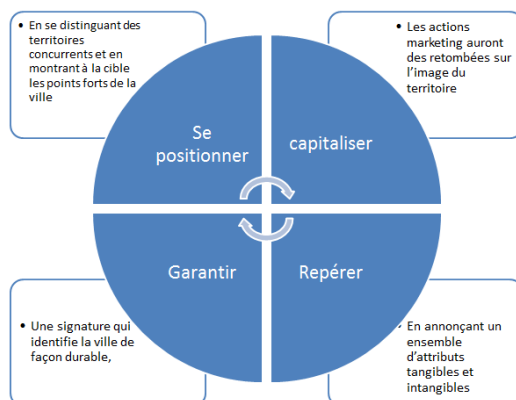 • En se distinguant des
territoires
concurrents et en
montrant à la cible
les points forts de la
ville
• Les actions
marketing auront
des retombées sur
l'image du
territoire
Se
positionner
capitaliser
Garantir
Repérer
• Une signature qui
identifie la ville de
façon durable,
• En annonçant un
ensemble
d'attributs
tangibles et
intangibles